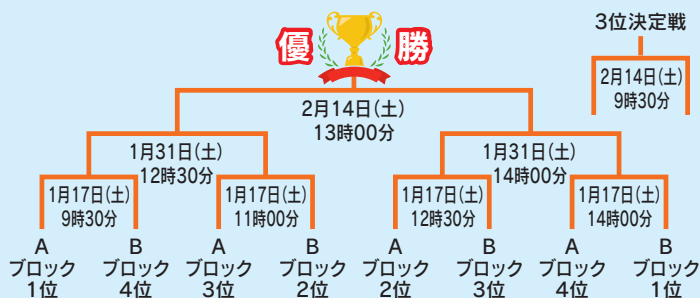 優勝
3位決定戦
2月14日(土)
9時30分
2月14日(土)
13時00分
1月31日(土)
12時30分
1月31日(土)
14時00分
1月17日(土)
9時30分
1月17日(土)
11時00分
1月17日(土)
12時30分
1月17日(土)
14時00分
A
ブロック
1位
B
ブロック
4位
A
ブロック
3位
B
ブロック
2位
A
ブロック
2位
B
ブロック
3位
A
ブロック
4位
B
ブロック
1位